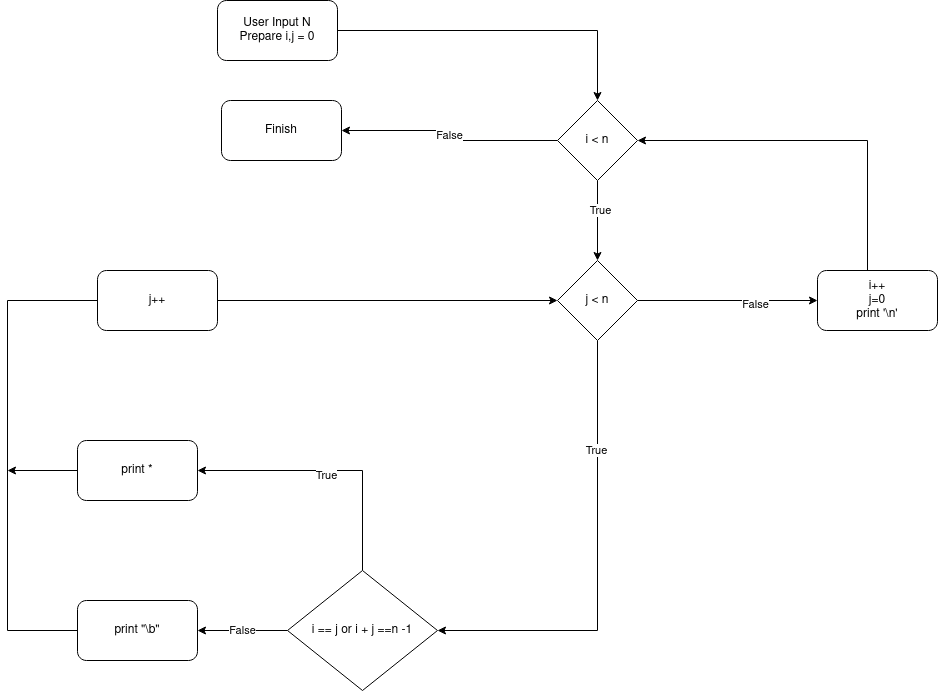 User Input N
Prepare i,j = 0
Finish
False
i < n
True
j++
j < n
False
i++
j=0
print '\n'
True
print *
True
print "\b"
False
i == j or i + j ==n -1